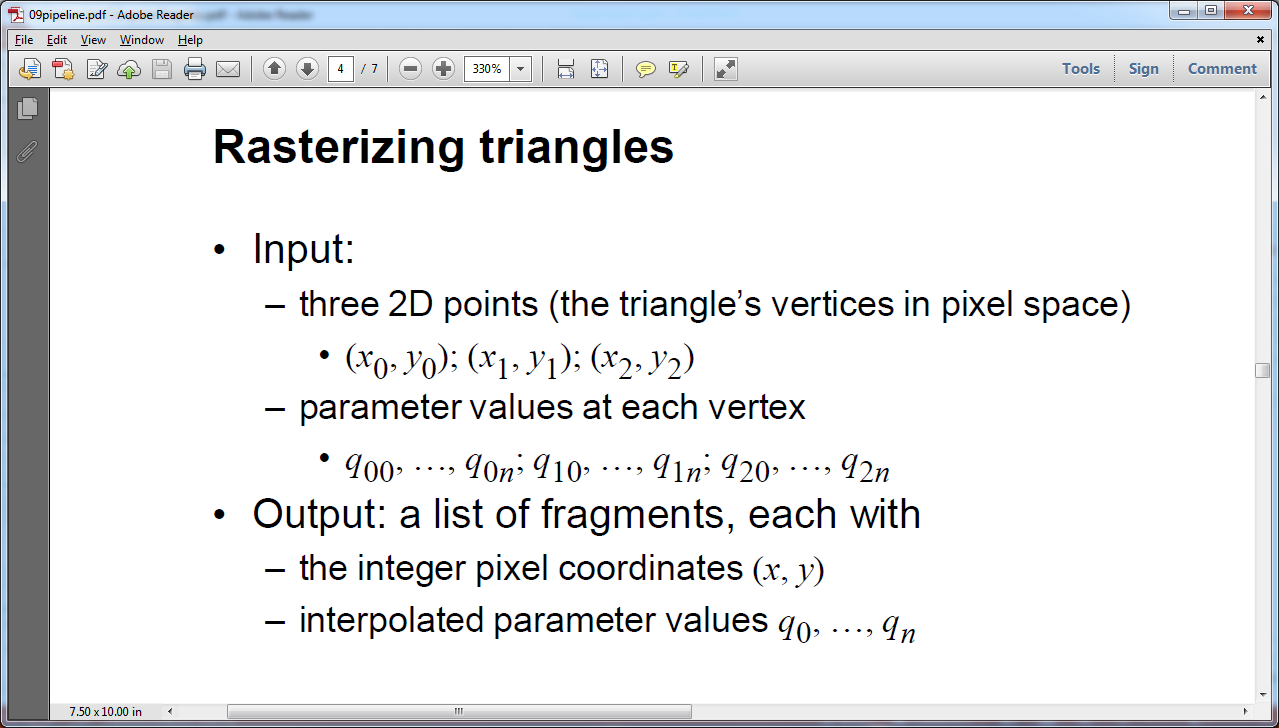 09pipeline.pdf - Adobe Reader
File Edit View Window Help
4 / 7 330% Tools Sign Comment
Rasterizing triangles
• Input:
– three 2D points (the triangle’s vertices in pixel space)
• (x₀, y₀); (x₁, y₁); (x₂, y₂)
– parameter values at each vertex
• q₀₀, …, q₀ₙ; q₁₀, …, q₁ₙ; q₂₀, …, q₂ₙ
• Output: a list of fragments, each with
– the integer pixel coordinates (x, y)
– interpolated parameter values q₀, …, qₙ
7.50 x 10.00 in